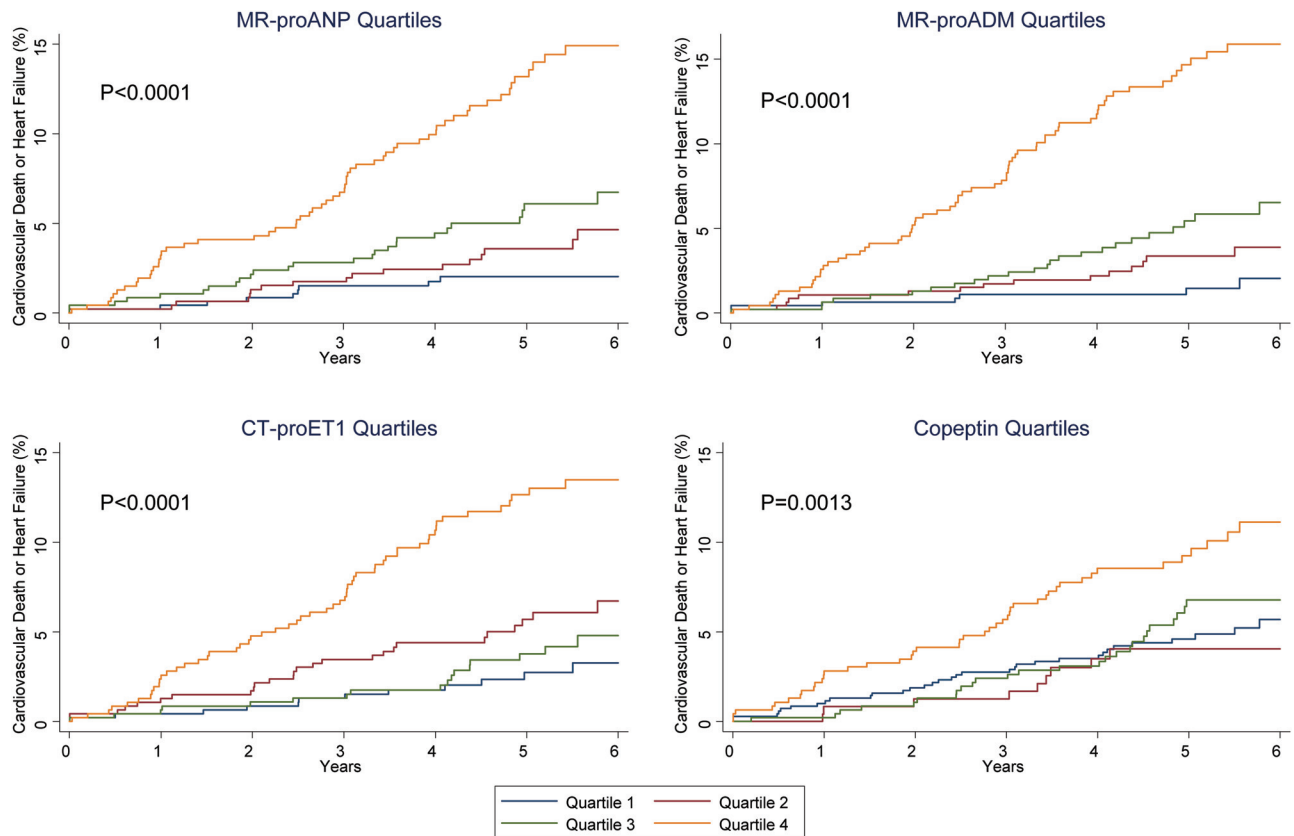 MR-proANP Quartiles
Cardiovascular Death or Heart Failure (%)
15
10
5
0
P<0.0001
0 1 2 3 4 5 6
Years
MR-proADM Quartiles
Cardiovascular Death or Heart Failure (%)
15
10
5
0
P<0.0001
0 1 2 3 4 5 6
Years
CT-proET1 Quartiles
Cardiovascular Death or Heart Failure (%)
15
10
5
0
P<0.0001
0 1 2 3 4 5 6
Years
Copeptin Quartiles
Cardiovascular Death or Heart Failure (%)
15
10
5
0
P=0.0013
0 1 2 3 4 5 6
Years
Quartile 1 Quartile 2
Quartile 3 Quartile 4